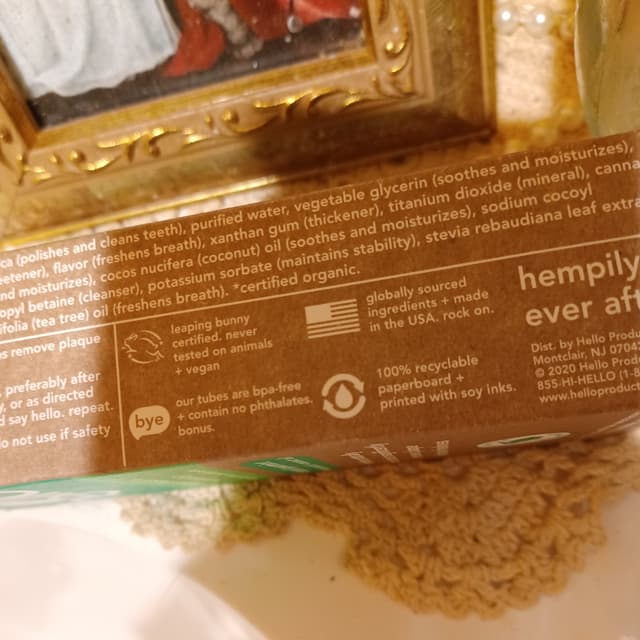 ca (polishes and cleans teeth), purified water, vegetable glycerin (soothes and moisturizes),
eetener), flavor (freshens breath), xanthan gum (thickener), titanium dioxide (mineral), canna
nd moisturizes), cocos nucifera (coconut) oil (soothes and moisturizes), sodium cocoyl
opyl betaine (cleanser), potassium sorbate (maintains stability), stevia rebaudiana leaf extra
ifolia (tea tree) oil (freshens breath). *certified organic.
s remove plaque
preferably after
y, or as directed
d say hello. repeat.
o not use if safety
leaping bunny
certified. never
tested on animals
+ vegan
bye
our tubes are bpa-free
+ contain no phthalates.
bonus.
globally sourced
ingredients + made
in the USA. rock on.
100% recyclable
paperboard +
printed with soy inks.
hempily
ever aft
Dist. by Hello Prod
Montclair, NJ 0704
© 2020 Hello Pro
855-HI-HELLO (1-8
www.helloprodu